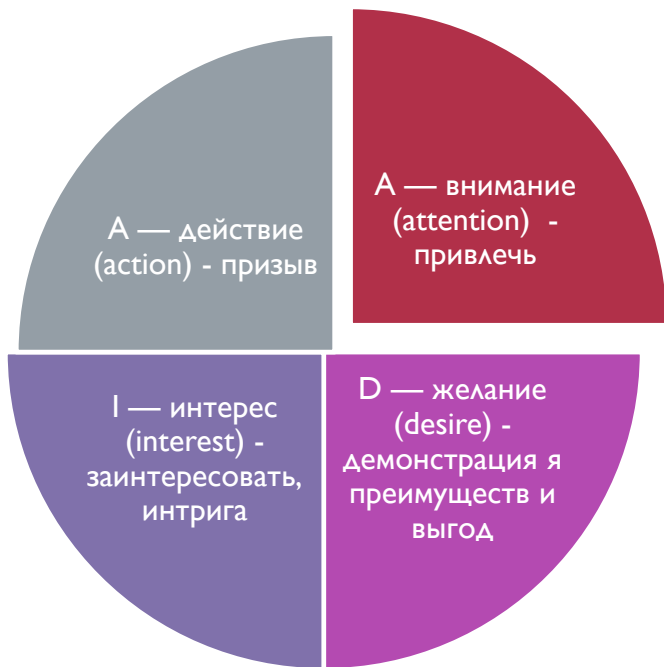 А — действие
(action) - призыв
А — внимание
(attention) -
привлечь
I — интерес
(interest) -
заинтересовать,
интрига
D — желание
(desire) -
демонстрация я
преимуществ и
выгод